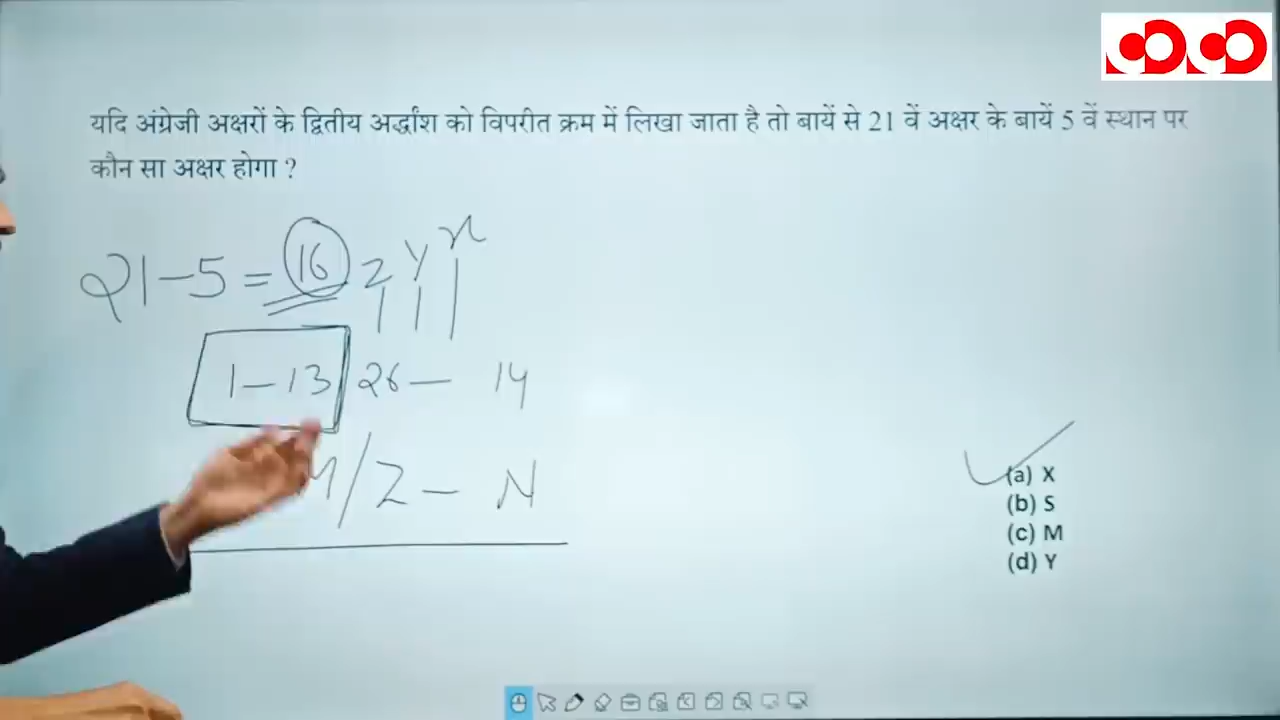 यदि अंग्रेजी अक्षरों के द्वितीय अर्द्धांश को विपरीत क्रम में लिखा जाता है तो बायें से 21 वें अक्षर के बायें 5 वें स्थान पर
कौन सा अक्षर होगा ?
21-5=16 Z Y X
1-13 26- 14
M/Z - N
(a) X
(b) S
(c) M
(d) Y